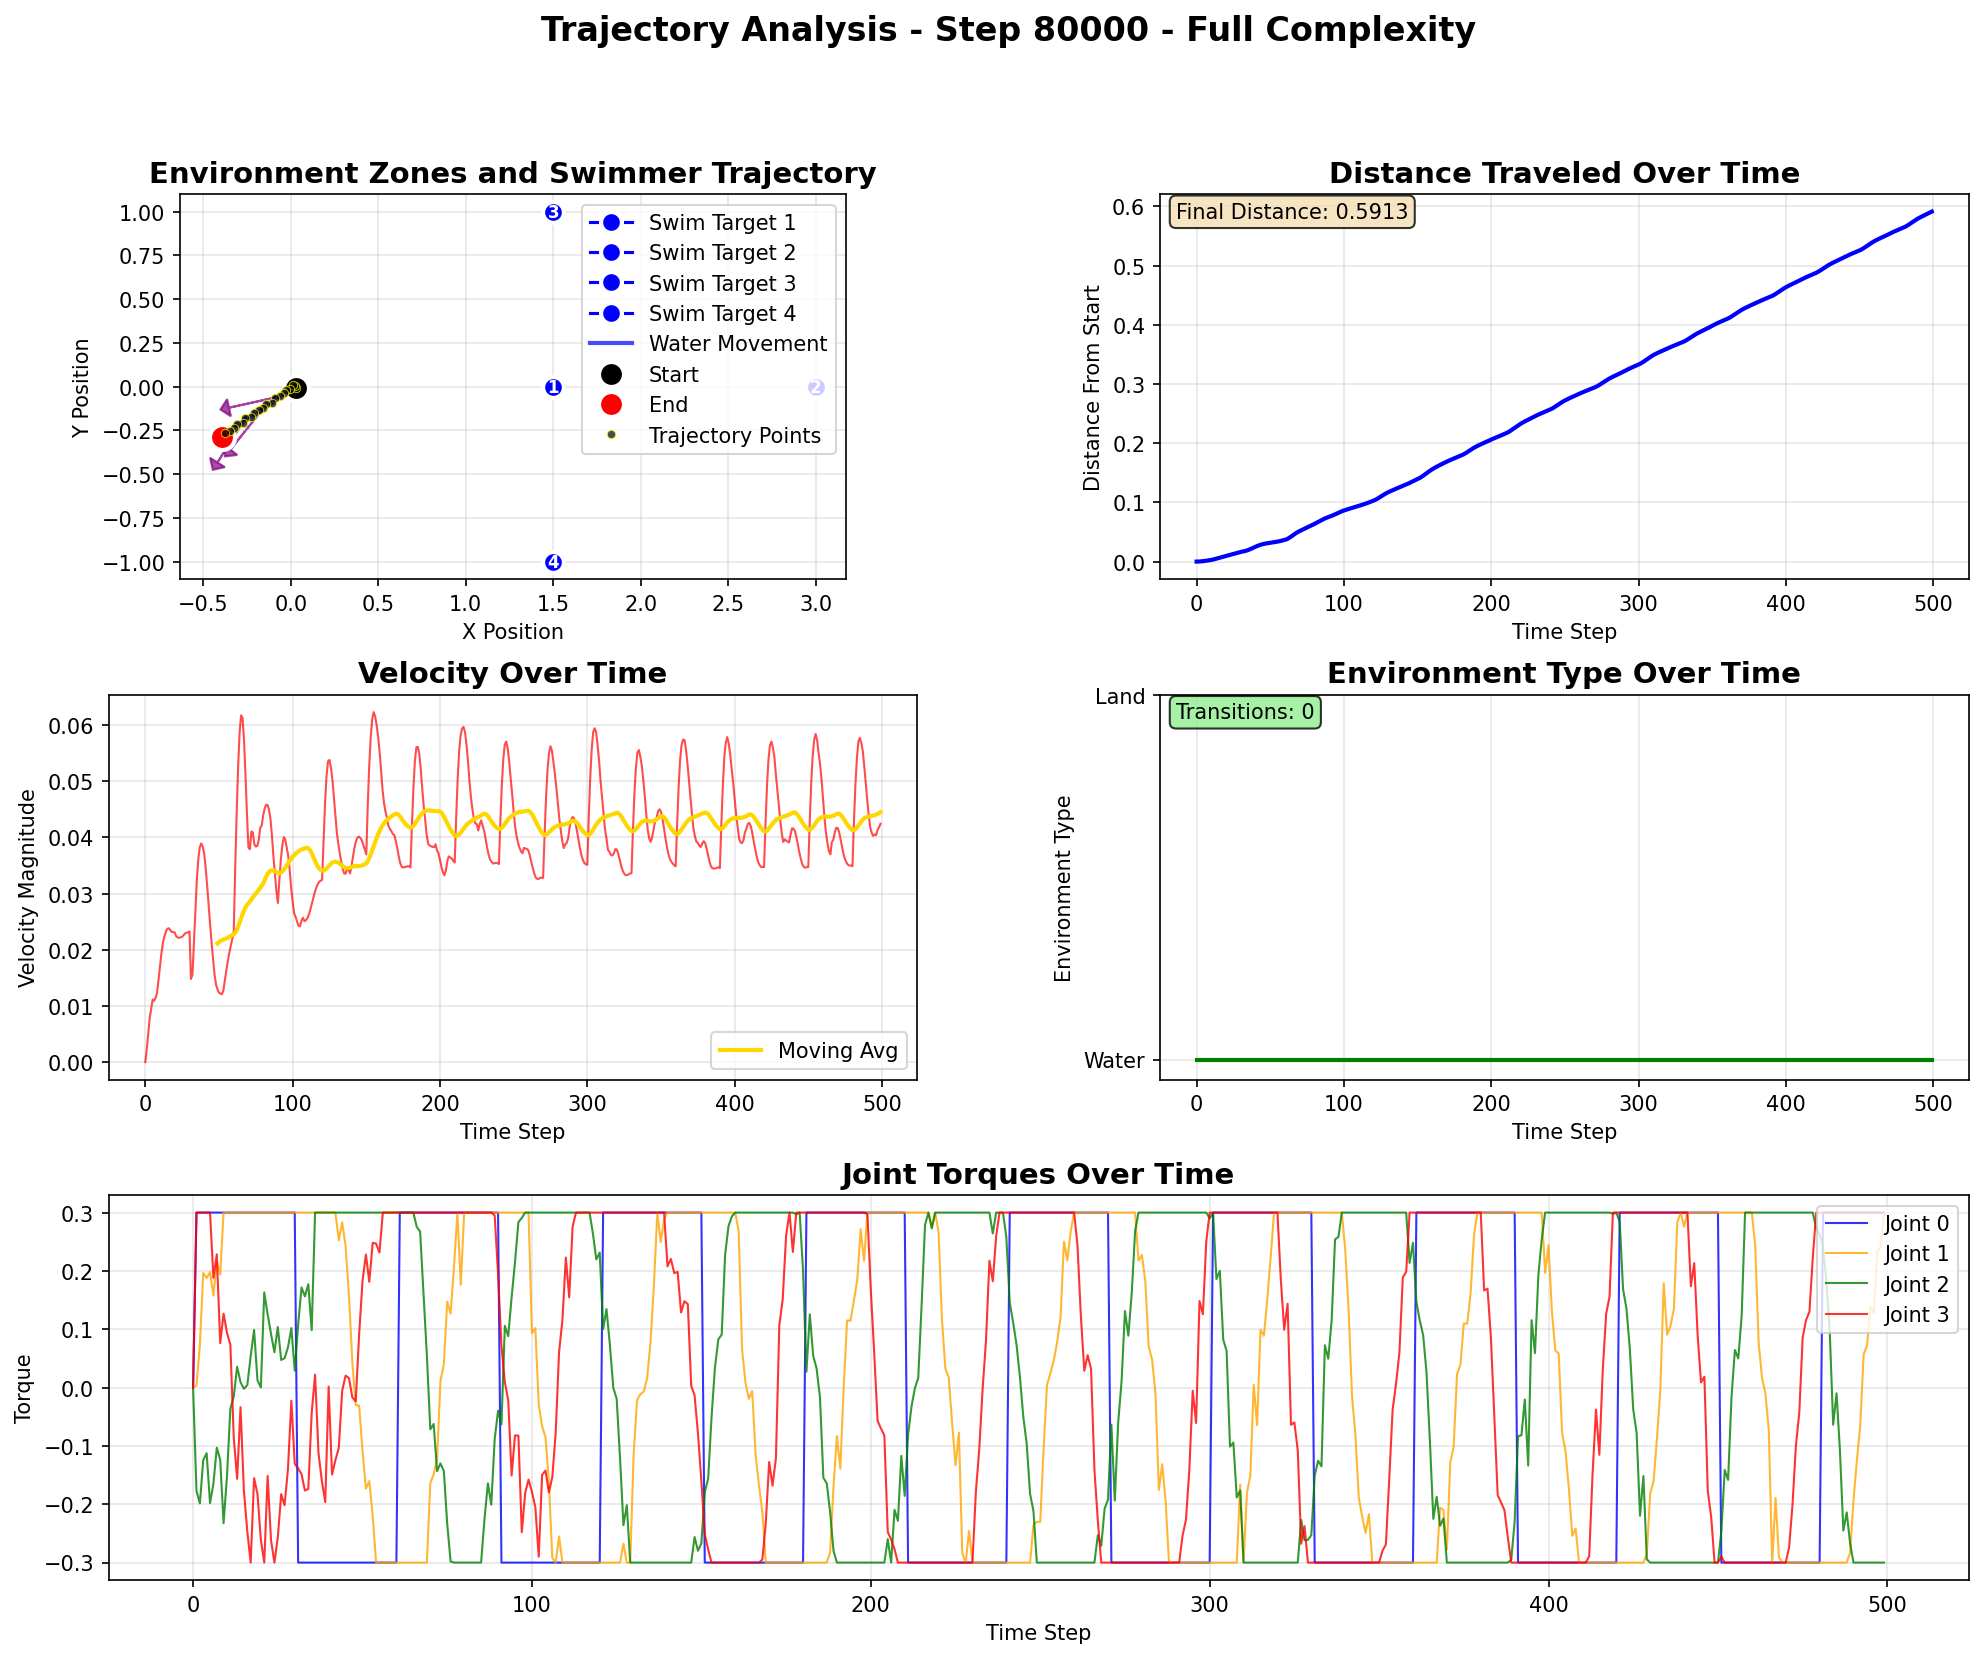 Trajectory Analysis - Step 80000 - Full Complexity
Environment Zones and Swimmer Trajectory
1.00
0.75
0.50
0.25
0.00
−0.25
−0.50
−0.75
−1.00
Y Position
3
1
2
4
Swim Target 1
Swim Target 2
Swim Target 3
Swim Target 4
Water Movement
Start
End
Trajectory Points
−0.5 0.0 0.5 1.0 1.5 2.0 2.5 3.0
X Position
Distance Traveled Over Time
Final Distance: 0.5913
0.6
0.5
0.4
0.3
0.2
0.1
0.0
Distance From Start
0 100 200 300 400 500
Time Step
Velocity Over Time
0.06
0.05
0.04
0.03
0.02
0.01
0.00
Velocity Magnitude
Moving Avg
0 100 200 300 400 500
Time Step
Environment Type Over Time
Land
Transitions: 0
Environment Type
Water
0 100 200 300 400 500
Time Step
Joint Torques Over Time
0.3
0.2
0.1
0.0
−0.1
−0.2
−0.3
Torque
Joint 0
Joint 1
Joint 2
Joint 3
0 100 200 300 400 500
Time Step